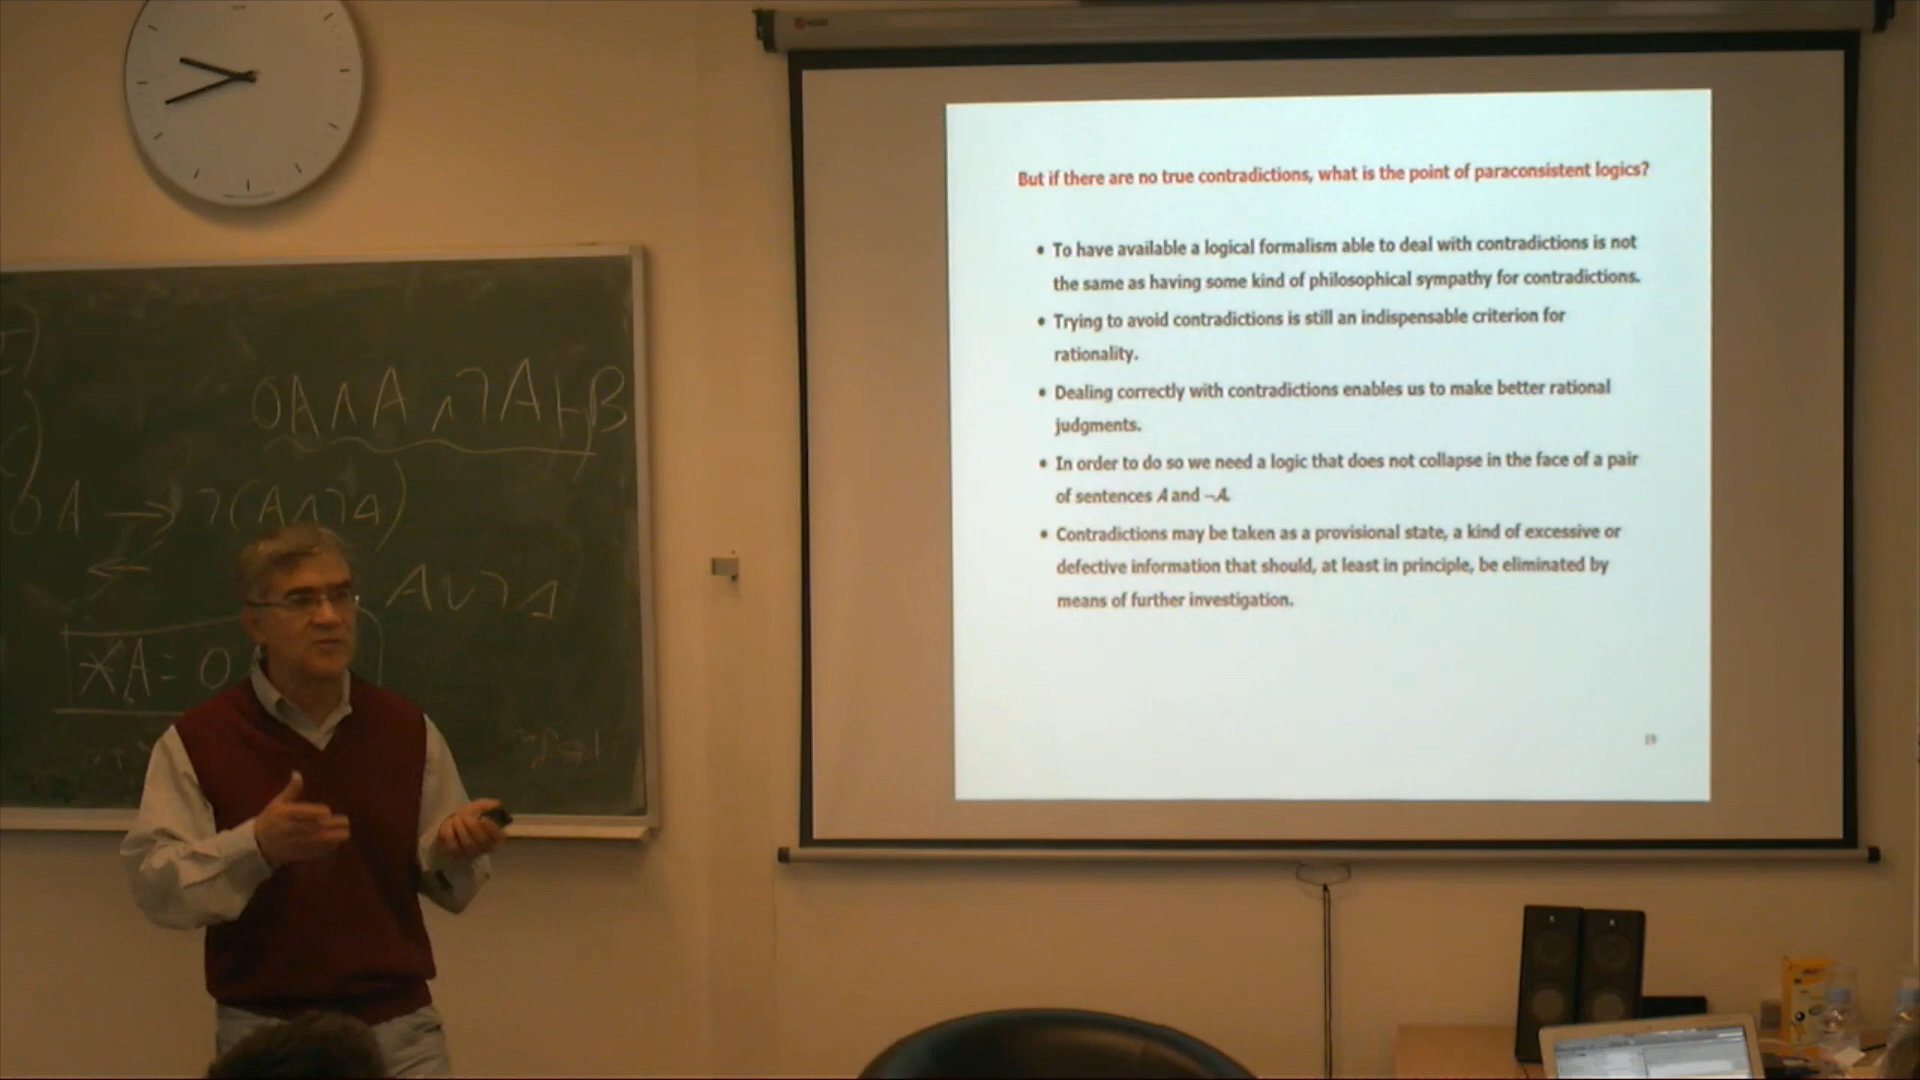 But if there are no true contradictions, what is the point of paraconsistent logics?
• To have available a logical formalism able to deal with contradictions is not
the same as having some kind of philosophical sympathy for contradictions.
• Trying to avoid contradictions is still an indispensable criterion for
rationality.
• Dealing correctly with contradictions enables us to make better rational
judgments.
• In order to do so we need a logic that does not collapse in the face of a pair
of sentences A and ¬A.
• Contradictions may be taken as a provisional state, a kind of excessive or
defective information that should, at least in principle, be eliminated by
means of further investigation.
19
OA∧A∧¬A⊢B
OA → ¬(A∧¬A)
←
A∨¬A
*A = O